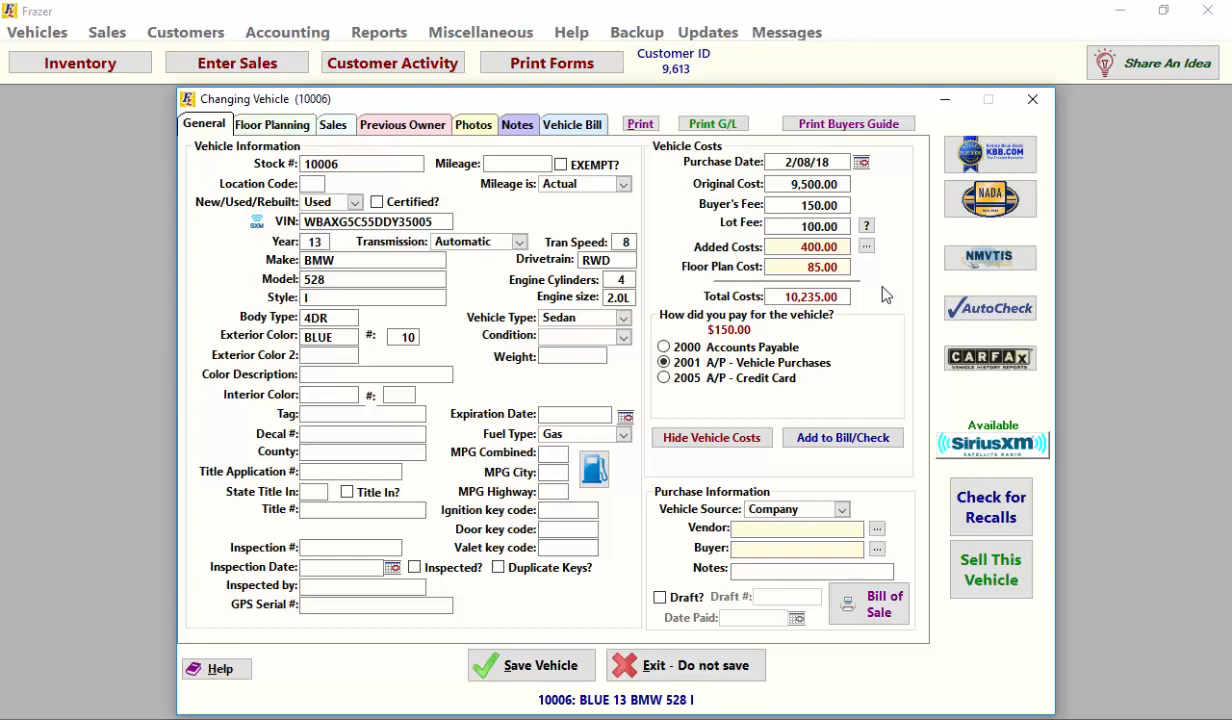 Frazer
Vehicles Sales Customers Accounting Reports Miscellaneous Help Backup Updates Messages
Inventory Enter Sales Customer Activity Print Forms Customer ID 9,613 Share An Idea
Changing Vehicle (10006)
General Floor Planning Sales Previous Owner Photos Notes Vehicle Bill Print Print G/L Print Buyers Guide
Vehicle Information
Stock #: 10006 Mileage: EXEMPT?
Location Code: Mileage is: Actual
New/Used/Rebuilt: Used Certified?
SXM VIN: WBAXG5C55DDY35005
Year: 13 Transmission: Automatic Tran Speed: 8
Make: BMW Drivetrain: RWD
Model: 528 Engine Cylinders: 4
Style: I Engine size: 2.0L
Body Type: 4DR Vehicle Type: Sedan
Exterior Color: BLUE #: 10 Condition:
Exterior Color 2: Weight:
Color Description:
Interior Color: #:
Tag: Expiration Date:
Decal #: Fuel Type: Gas
County: MPG Combined:
Title Application #: MPG City:
State Title In: Title In? MPG Highway:
Title #: Ignition key code:
Door key code:
Inspection #: Valet key code:
Inspection Date: Inspected? Duplicate Keys?
Inspected by:
GPS Serial #:
Vehicle Costs
Purchase Date: 2/08/18
Original Cost: 9,500.00
Buyer's Fee: 150.00
Lot Fee: 100.00 ?
Added Costs: 400.00 ...
Floor Plan Cost: 85.00
Total Costs: 10,235.00
How did you pay for the vehicle?
$150.00
2000 Accounts Payable
2001 A/P - Vehicle Purchases
2005 A/P - Credit Card
Hide Vehicle Costs Add to Bill/Check
Purchase Information
Vehicle Source: Company
Vendor: ...
Buyer: ...
Notes:
Draft? Draft #:
Date Paid:
Bill of
Sale
KBB.COM
NADA
NMVTIS
AutoCheck
CARFAX
VEHICLE HISTORY REPORTS
Available
SiriusXM
SATELLITE RADIO
Check for
Recalls
Sell This
Vehicle
Help Save Vehicle Exit - Do not save
10006: BLUE 13 BMW 528 I